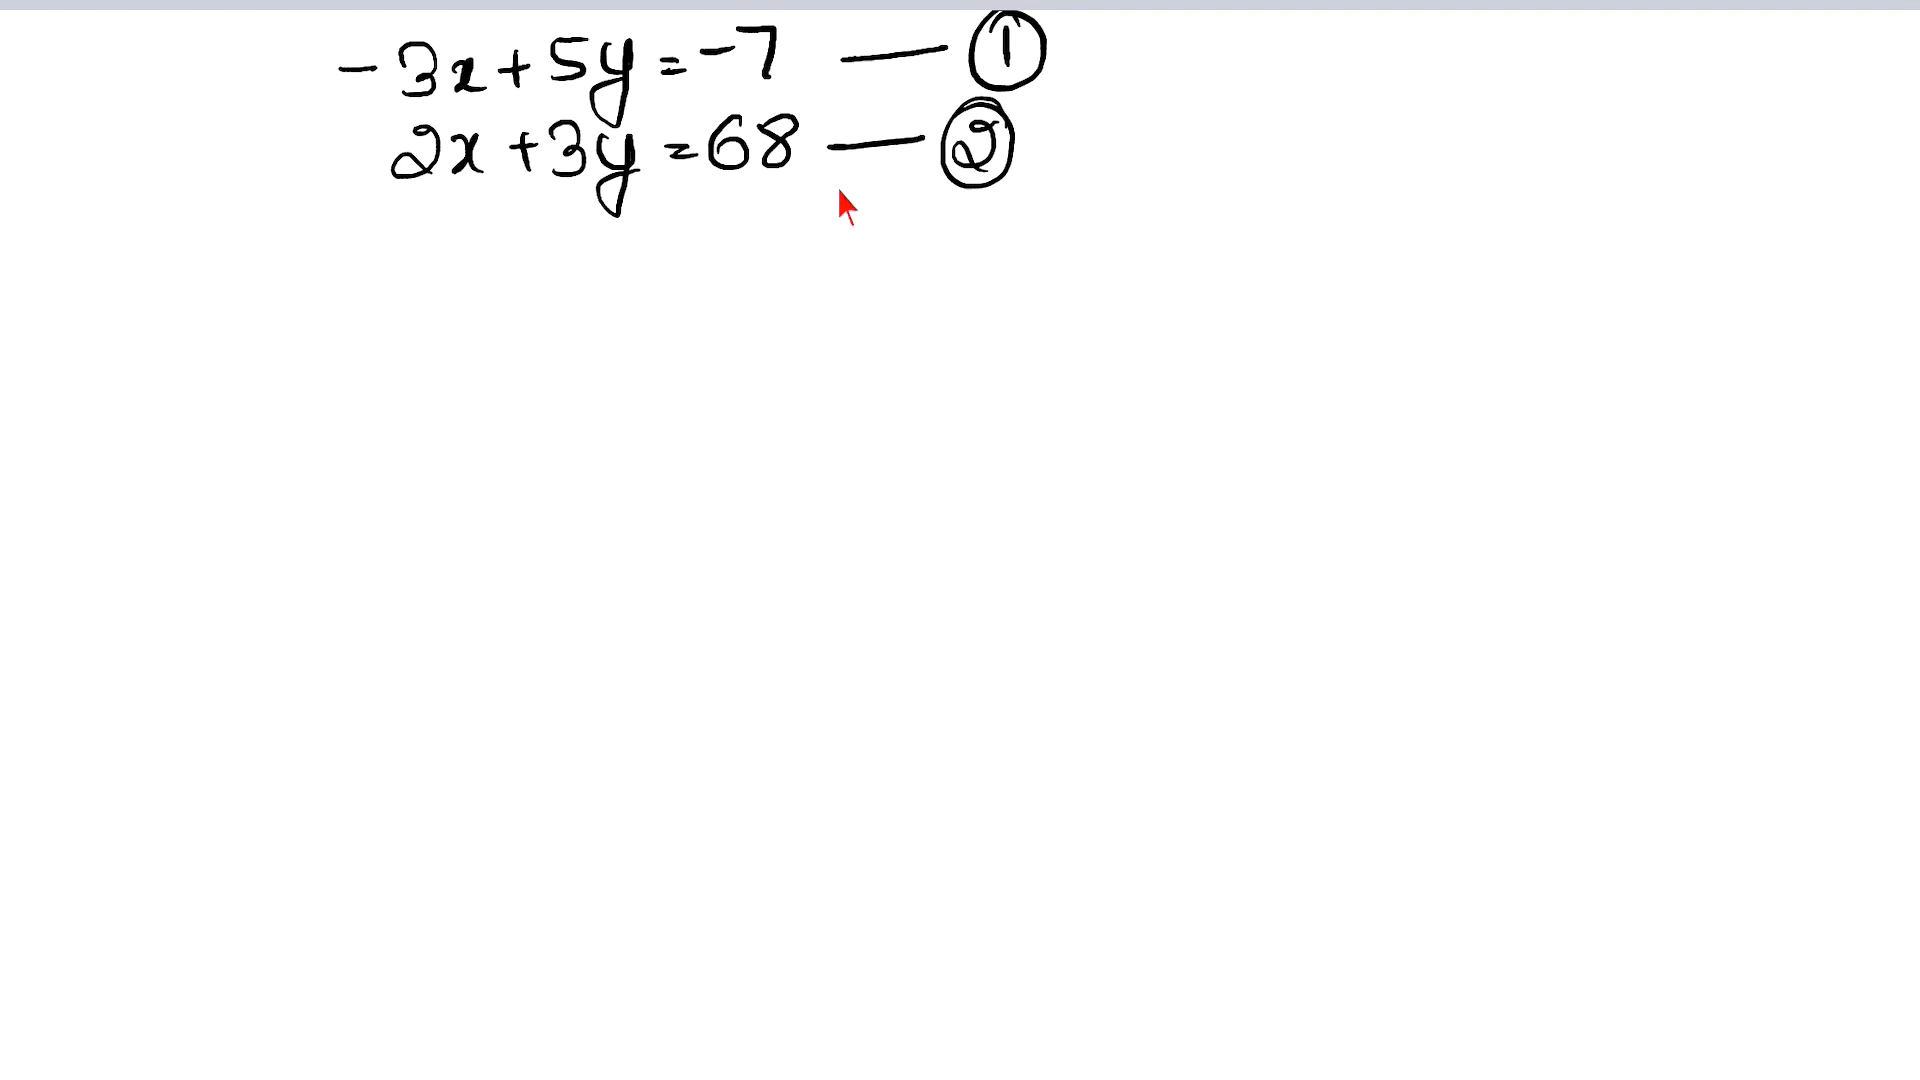 -3x+5y=-7 — ①
2x+3y=68 — ②